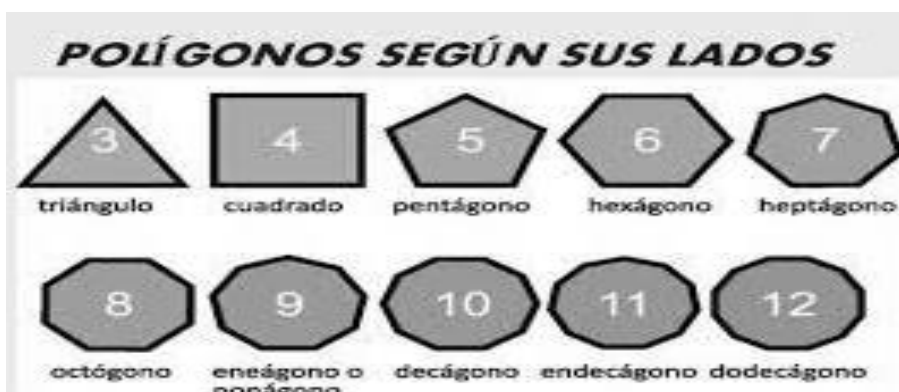 POLÍGONOS SEGÚN SUS LADOS
3 4 5 6 7
triángulo cuadrado pentágono hexágono heptágono
8 9 10 11 12
octógono eneágono o decágono endecágono dodecágono